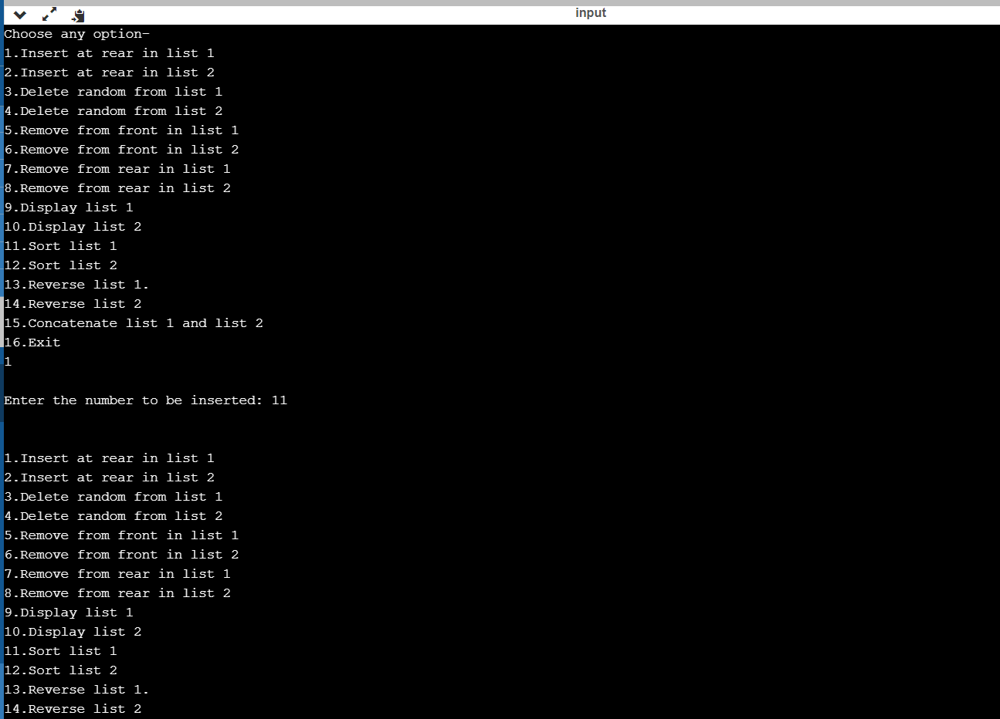 input
Choose any option-
1.Insert at rear in list 1
2.Insert at rear in list 2
3.Delete random from list 1
4.Delete random from list 2
5.Remove from front in list 1
6.Remove from front in list 2
7.Remove from rear in list 1
8.Remove from rear in list 2
9.Display list 1
10.Display list 2
11.Sort list 1
12.Sort list 2
13.Reverse list 1.
14.Reverse list 2
15.Concatenate list 1 and list 2
16.Exit
1
Enter the number to be inserted: 11
1.Insert at rear in list 1
2.Insert at rear in list 2
3.Delete random from list 1
4.Delete random from list 2
5.Remove from front in list 1
6.Remove from front in list 2
7.Remove from rear in list 1
8.Remove from rear in list 2
9.Display list 1
10.Display list 2
11.Sort list 1
12.Sort list 2
13.Reverse list 1.
14.Reverse list 2